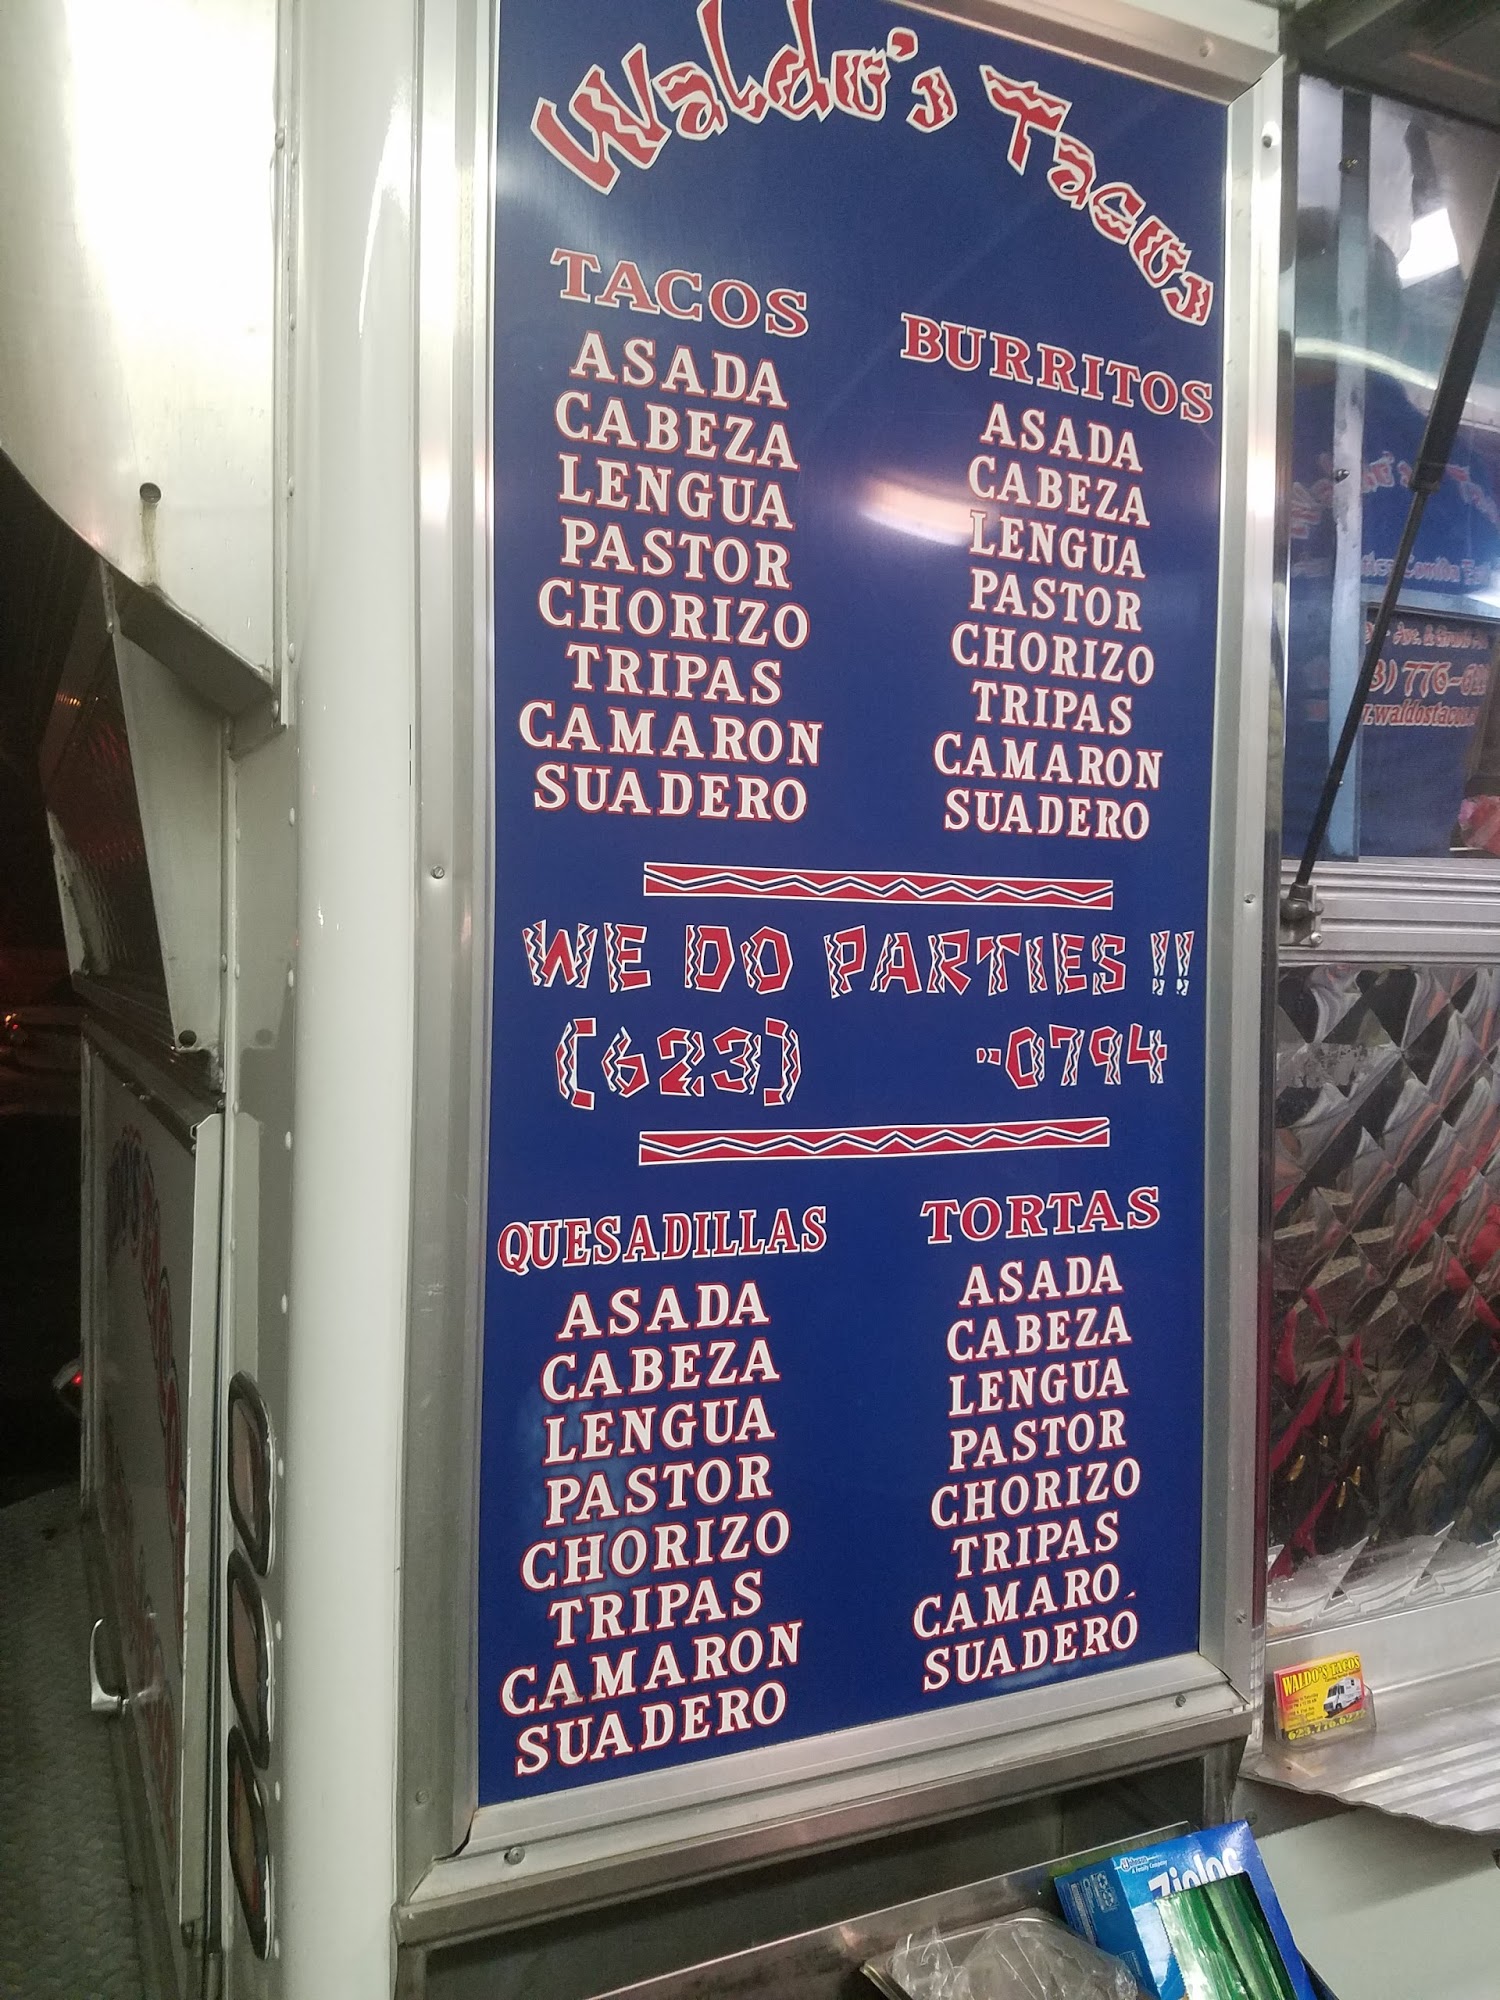 Waldo's Tacos
TACOS
ASADA
CABEZA
LENGUA
PASTOR
CHORIZO
TRIPAS
CAMARON
SUADERO
BURRITOS
ASADA
CABEZA
LENGUA
PASTOR
CHORIZO
TRIPAS
CAMARON
SUADERO
WE DO PARTIES !!
(623) -0794
QUESADILLAS
ASADA
CABEZA
LENGUA
PASTOR
CHORIZO
TRIPAS
CAMARON
SUADERO
TORTAS
ASADA
CABEZA
LENGUA
PASTOR
CHORIZO
TRIPAS
CAMARO
SUADERO
WALDO'S TACOS
Ziploc